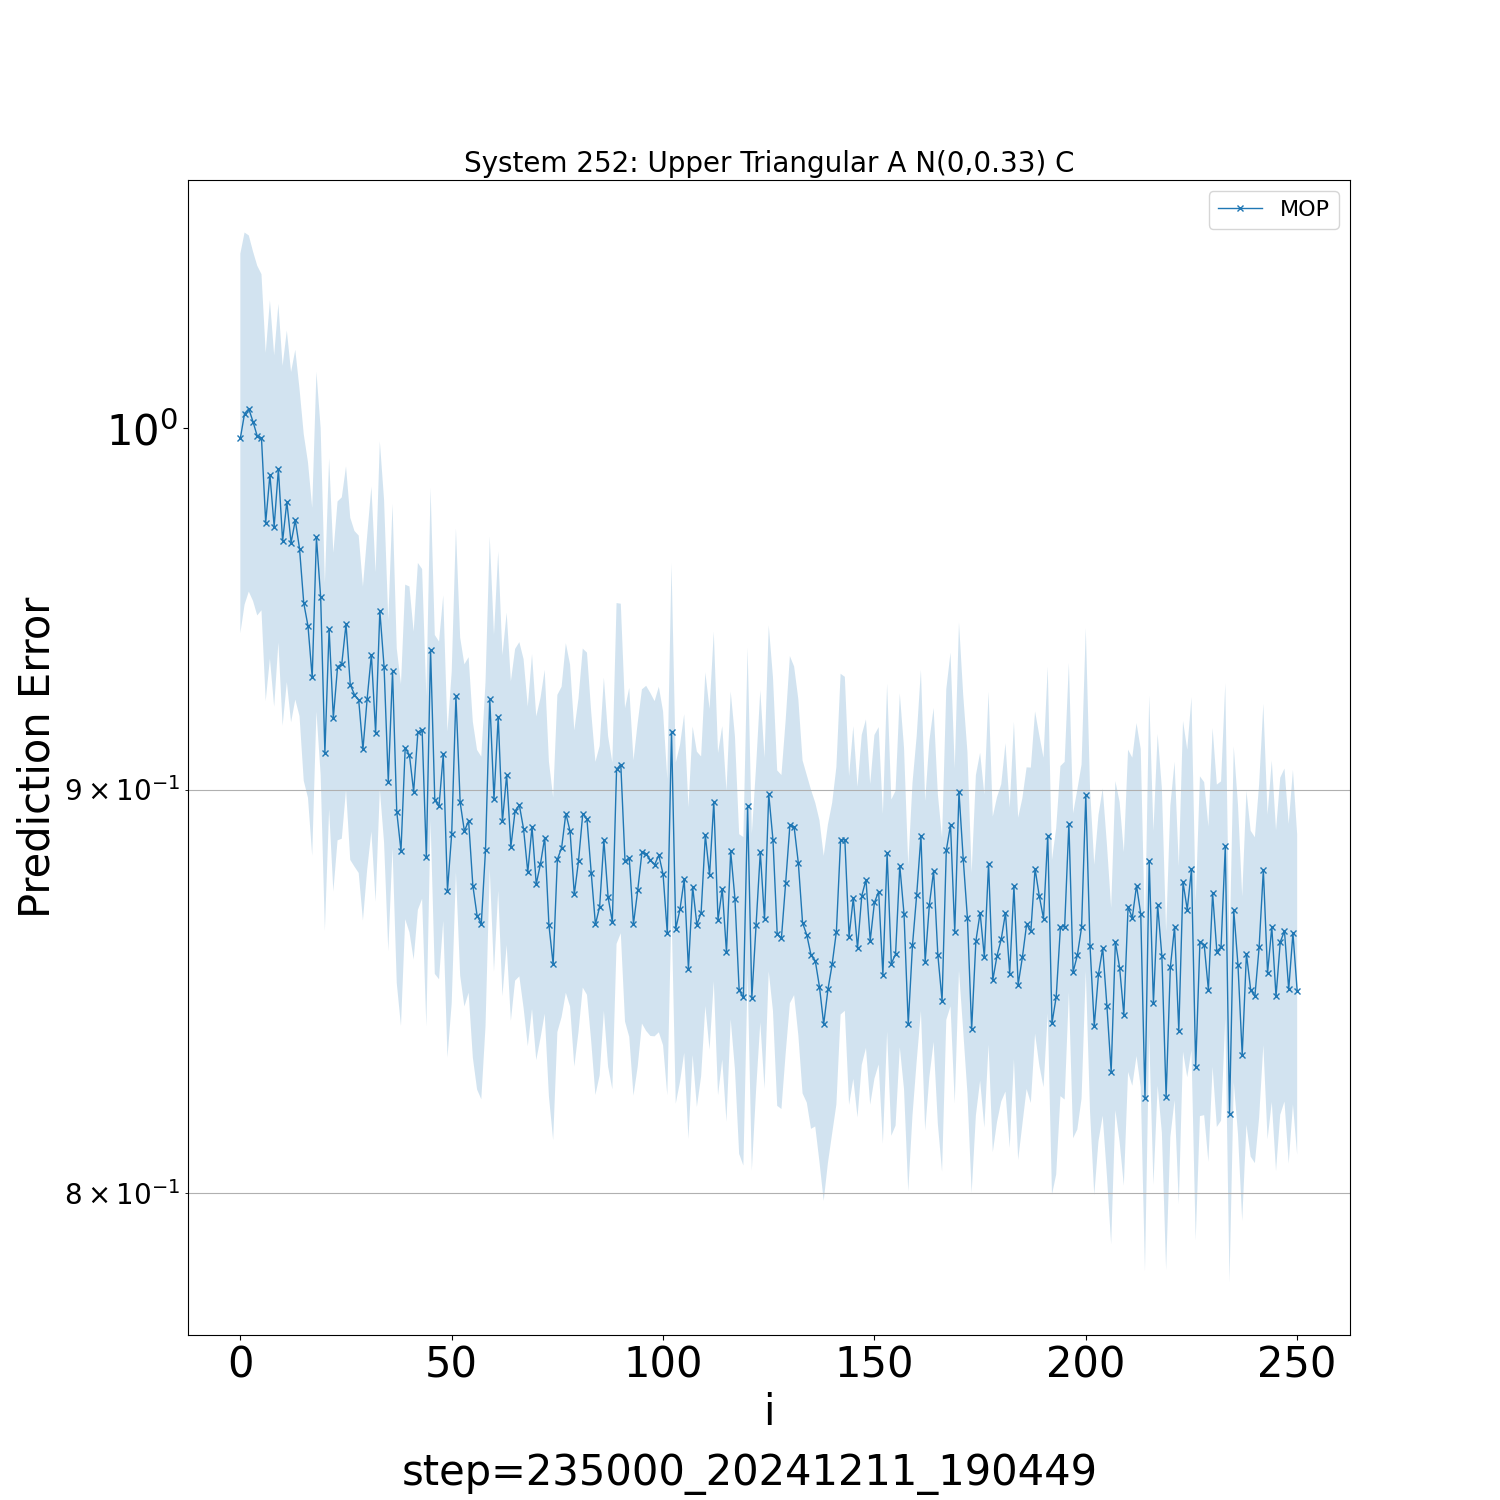 System 252: Upper Triangular A N(0,0.33) C
MOP
10⁰
9 × 10⁻¹
8 × 10⁻¹
Prediction Error
0 50 100 150 200 250
i
step=235000_20241211_190449